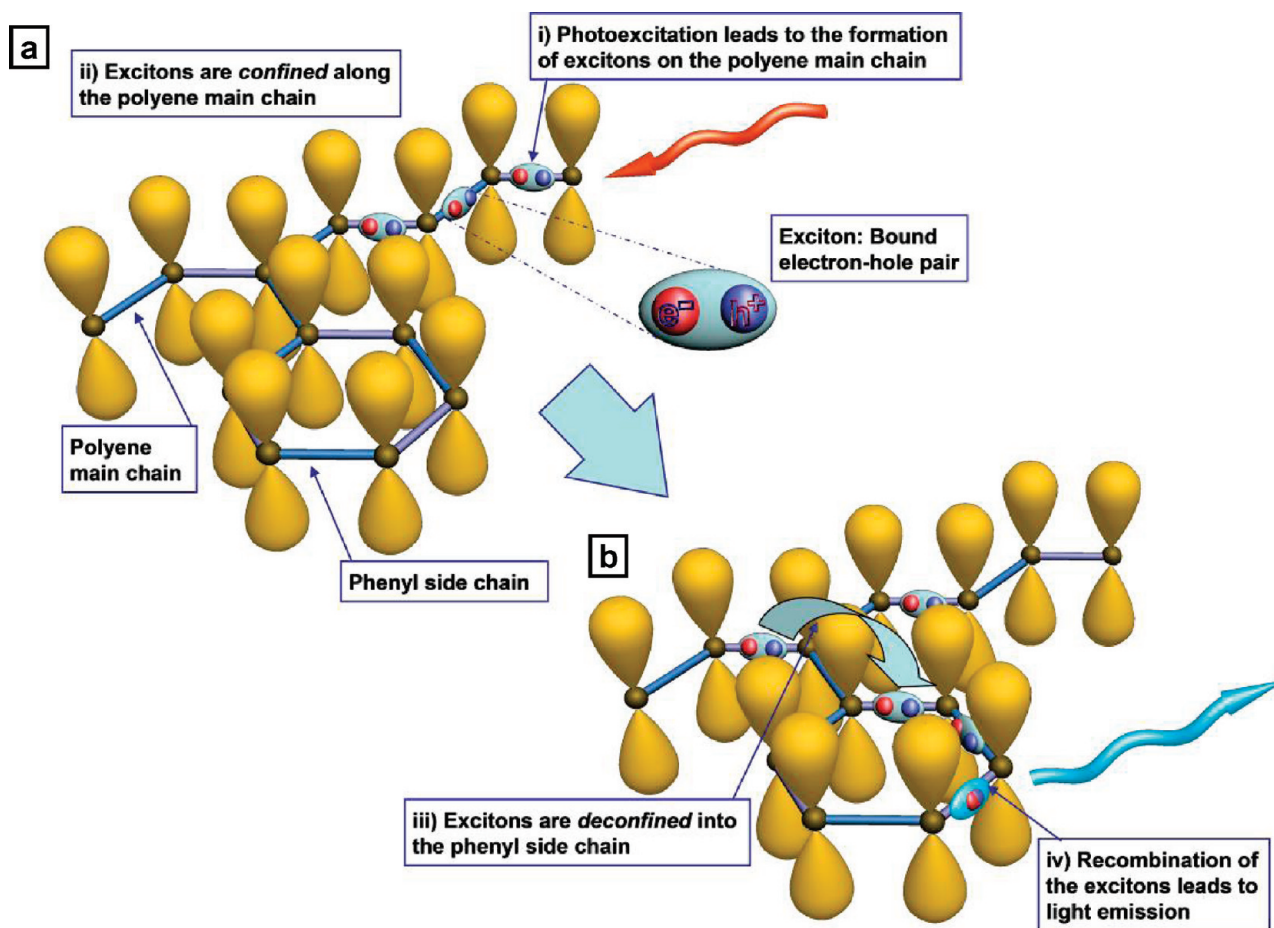 a
i) Photoexcitation leads to the formation
of excitons on the polyene main chain
ii) Excitons are confined along
the polyene main chain
Exciton: Bound
electron-hole pair
e⁻ h⁺
Polyene
main chain
Phenyl side chain
b
iii) Excitons are deconfined into
the phenyl side chain
iv) Recombination of
the excitons leads to
light emission